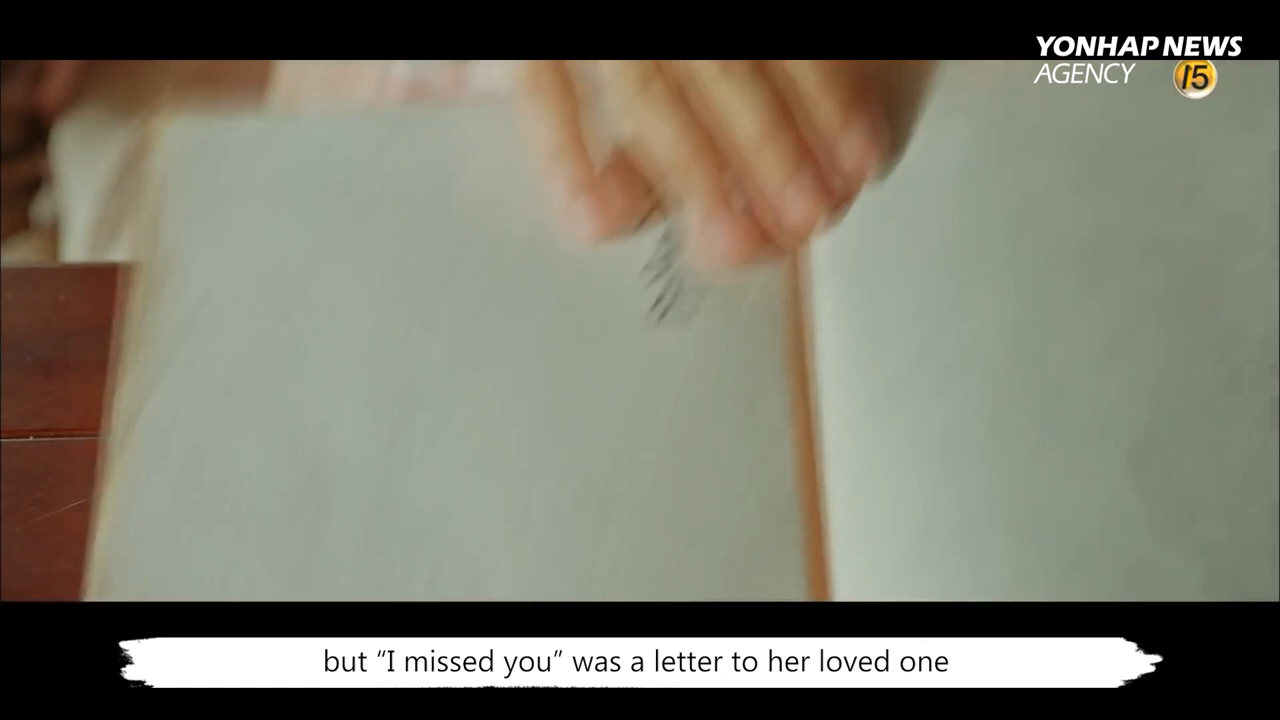 YONHAP NEWS
AGENCY 15
but “I missed you” was a letter to her loved one